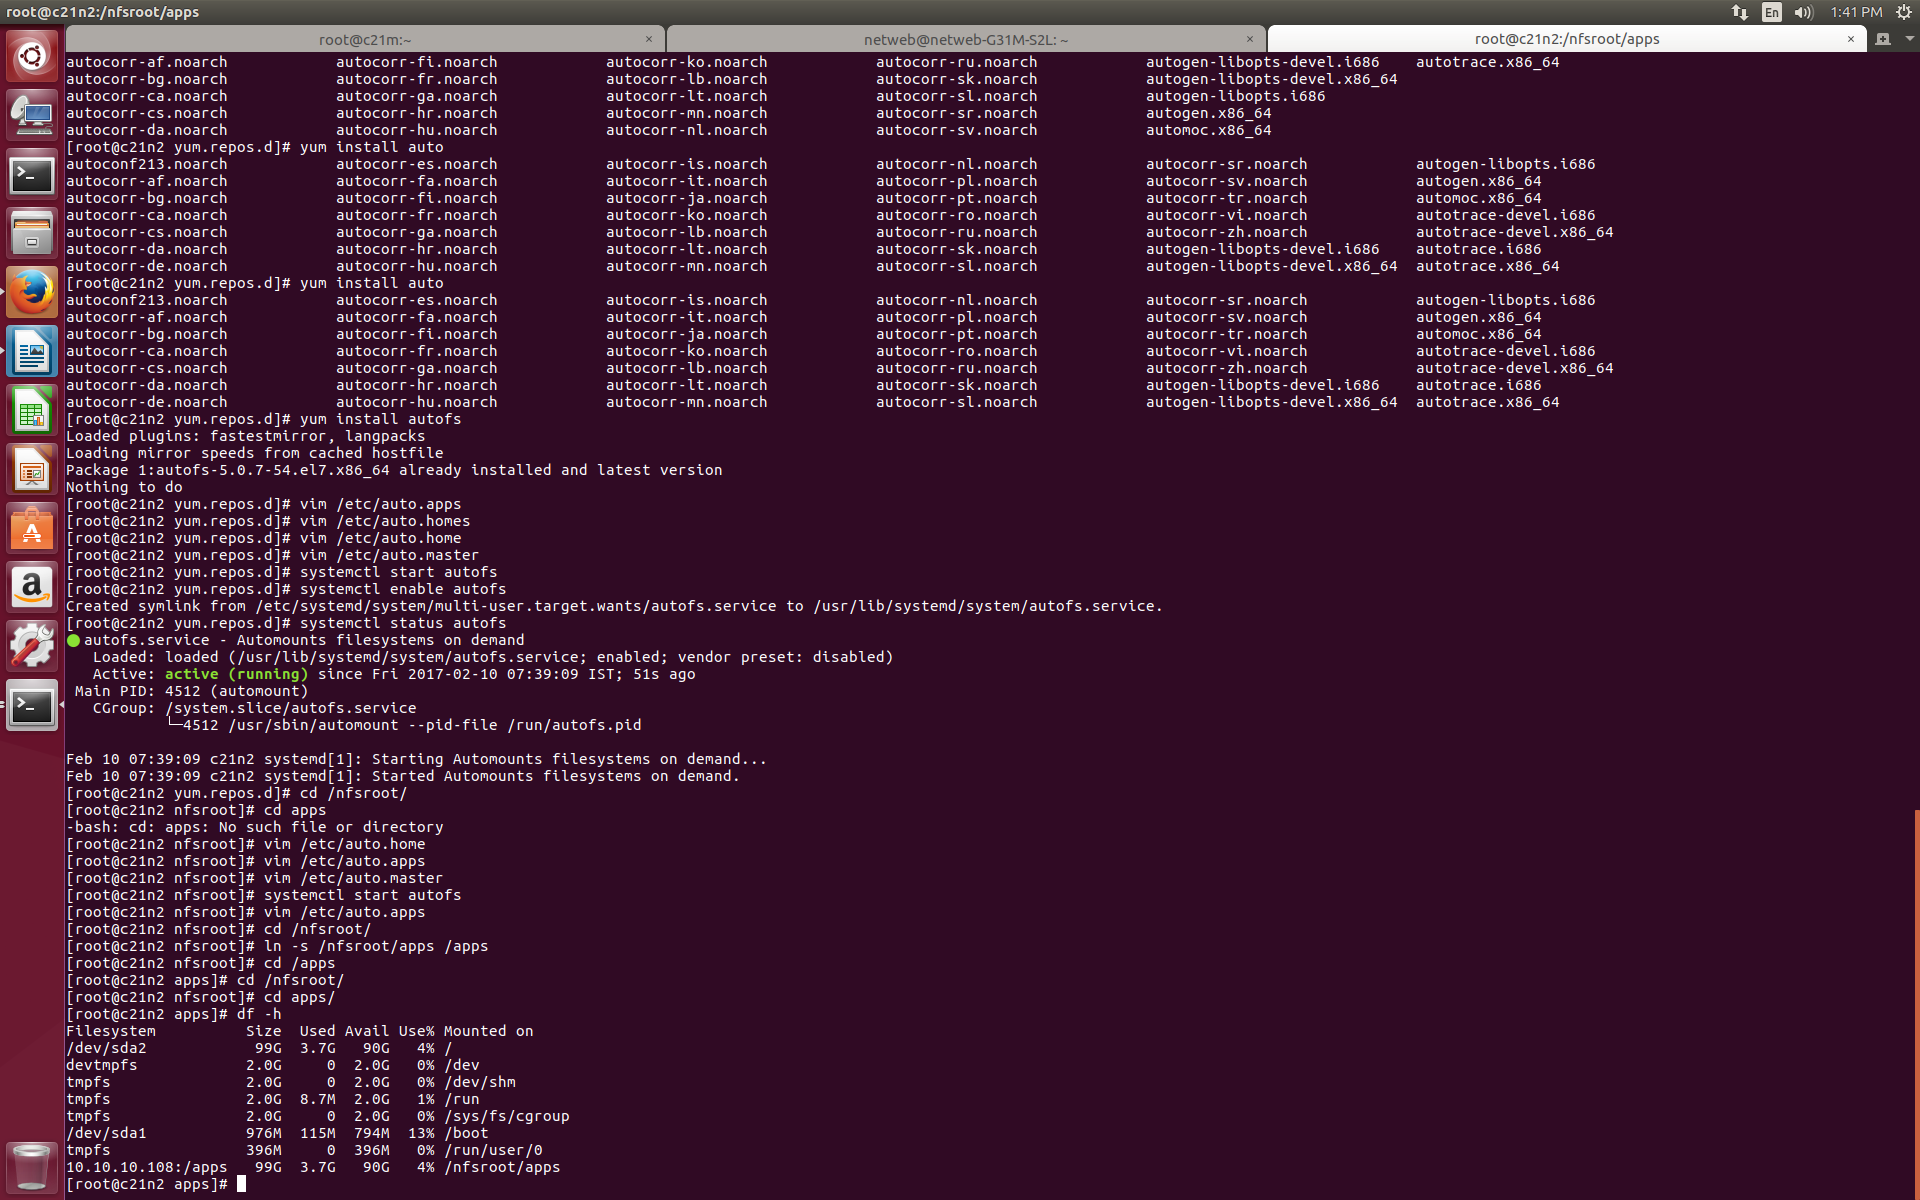 root@c21n2:/nfsroot/apps En 1:41 PM
root@c21m:~ × netweb@netweb-G31M-S2L: ~ × root@c21n2:/nfsroot/apps ×
autocorr-af.noarch autocorr-fi.noarch autocorr-ko.noarch autocorr-ru.noarch autogen-libopts-devel.i686 autotrace.x86_64
autocorr-bg.noarch autocorr-fr.noarch autocorr-lb.noarch autocorr-sk.noarch autogen-libopts-devel.x86_64
autocorr-ca.noarch autocorr-ga.noarch autocorr-lt.noarch autocorr-sl.noarch autogen-libopts.i686
autocorr-cs.noarch autocorr-hr.noarch autocorr-mn.noarch autocorr-sr.noarch autogen.x86_64
autocorr-da.noarch autocorr-hu.noarch autocorr-nl.noarch autocorr-sv.noarch automoc.x86_64
[root@c21n2 yum.repos.d]# yum install auto
autoconf213.noarch autocorr-es.noarch autocorr-is.noarch autocorr-nl.noarch autocorr-sr.noarch autogen-libopts.i686
autocorr-af.noarch autocorr-fa.noarch autocorr-it.noarch autocorr-pl.noarch autocorr-sv.noarch autogen.x86_64
autocorr-bg.noarch autocorr-fi.noarch autocorr-ja.noarch autocorr-pt.noarch autocorr-tr.noarch automoc.x86_64
autocorr-ca.noarch autocorr-fr.noarch autocorr-ko.noarch autocorr-ro.noarch autocorr-vi.noarch autotrace-devel.i686
autocorr-cs.noarch autocorr-ga.noarch autocorr-lb.noarch autocorr-ru.noarch autocorr-zh.noarch autotrace-devel.x86_64
autocorr-da.noarch autocorr-hr.noarch autocorr-lt.noarch autocorr-sk.noarch autogen-libopts-devel.i686 autotrace.i686
autocorr-de.noarch autocorr-hu.noarch autocorr-mn.noarch autocorr-sl.noarch autogen-libopts-devel.x86_64 autotrace.x86_64
[root@c21n2 yum.repos.d]# yum install auto
autoconf213.noarch autocorr-es.noarch autocorr-is.noarch autocorr-nl.noarch autocorr-sr.noarch autogen-libopts.i686
autocorr-af.noarch autocorr-fa.noarch autocorr-it.noarch autocorr-pl.noarch autocorr-sv.noarch autogen.x86_64
autocorr-bg.noarch autocorr-fi.noarch autocorr-ja.noarch autocorr-pt.noarch autocorr-tr.noarch automoc.x86_64
autocorr-ca.noarch autocorr-fr.noarch autocorr-ko.noarch autocorr-ro.noarch autocorr-vi.noarch autotrace-devel.i686
autocorr-cs.noarch autocorr-ga.noarch autocorr-lb.noarch autocorr-ru.noarch autocorr-zh.noarch autotrace-devel.x86_64
autocorr-da.noarch autocorr-hr.noarch autocorr-lt.noarch autocorr-sk.noarch autogen-libopts-devel.i686 autotrace.i686
autocorr-de.noarch autocorr-hu.noarch autocorr-mn.noarch autocorr-sl.noarch autogen-libopts-devel.x86_64 autotrace.x86_64
[root@c21n2 yum.repos.d]# yum install autofs
Loaded plugins: fastestmirror, langpacks
Loading mirror speeds from cached hostfile
Package 1:autofs-5.0.7-54.el7.x86_64 already installed and latest version
Nothing to do
[root@c21n2 yum.repos.d]# vim /etc/auto.apps
[root@c21n2 yum.repos.d]# vim /etc/auto.homes
[root@c21n2 yum.repos.d]# vim /etc/auto.home
[root@c21n2 yum.repos.d]# vim /etc/auto.master
[root@c21n2 yum.repos.d]# systemctl start autofs
[root@c21n2 yum.repos.d]# systemctl enable autofs
Created symlink from /etc/systemd/system/multi-user.target.wants/autofs.service to /usr/lib/systemd/system/autofs.service.
[root@c21n2 yum.repos.d]# systemctl status autofs
● autofs.service - Automounts filesystems on demand
Loaded: loaded (/usr/lib/systemd/system/autofs.service; enabled; vendor preset: disabled)
Active: active (running) since Fri 2017-02-10 07:39:09 IST; 51s ago
Main PID: 4512 (automount)
CGroup: /system.slice/autofs.service
└─4512 /usr/sbin/automount --pid-file /run/autofs.pid
Feb 10 07:39:09 c21n2 systemd[1]: Starting Automounts filesystems on demand...
Feb 10 07:39:09 c21n2 systemd[1]: Started Automounts filesystems on demand.
[root@c21n2 yum.repos.d]# cd /nfsroot/
[root@c21n2 nfsroot]# cd apps
-bash: cd: apps: No such file or directory
[root@c21n2 nfsroot]# vim /etc/auto.home
[root@c21n2 nfsroot]# vim /etc/auto.apps
[root@c21n2 nfsroot]# vim /etc/auto.master
[root@c21n2 nfsroot]# systemctl start autofs
[root@c21n2 nfsroot]# vim /etc/auto.apps
[root@c21n2 nfsroot]# cd /nfsroot/
[root@c21n2 nfsroot]# ln -s /nfsroot/apps /apps
[root@c21n2 nfsroot]# cd /apps
[root@c21n2 apps]# cd /nfsroot/
[root@c21n2 nfsroot]# cd apps/
[root@c21n2 apps]# df -h
Filesystem Size Used Avail Use% Mounted on
/dev/sda2 99G 3.7G 90G 4% /
devtmpfs 2.0G 0 2.0G 0% /dev
tmpfs 2.0G 0 2.0G 0% /dev/shm
tmpfs 2.0G 8.7M 2.0G 1% /run
tmpfs 2.0G 0 2.0G 0% /sys/fs/cgroup
/dev/sda1 976M 115M 794M 13% /boot
tmpfs 396M 0 396M 0% /run/user/0
10.10.10.108:/apps 99G 3.7G 90G 4% /nfsroot/apps
[root@c21n2 apps]#